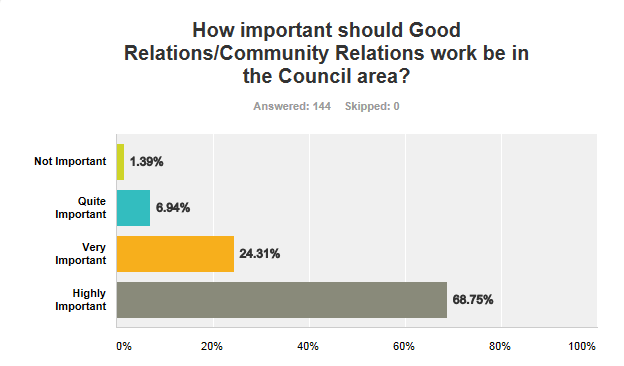 How important should Good
Relations/Community Relations work be in
the Council area?
Answered: 144 Skipped: 0
Not Important 1.39%
Quite
Important 6.94%
Very
Important 24.31%
Highly
Important 68.75%
0% 20% 40% 60% 80% 100%